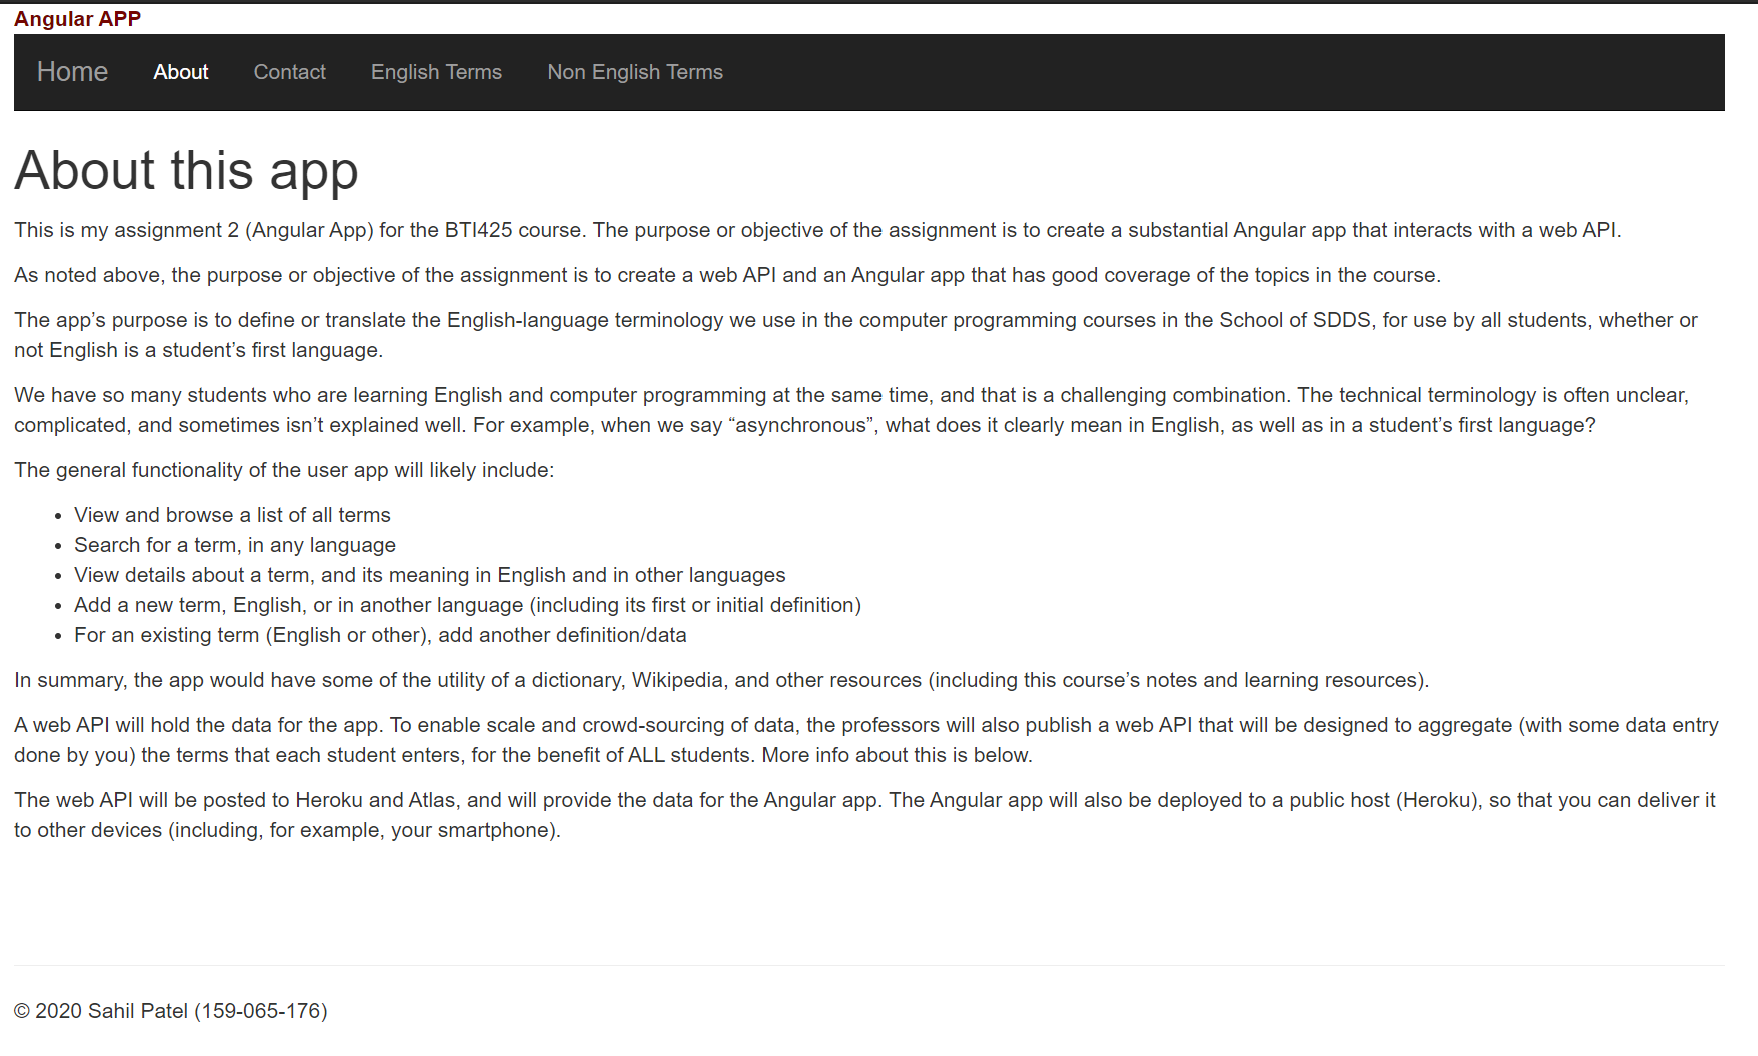 Angular APP
Home About Contact English Terms Non English Terms
About this app
This is my assignment 2 (Angular App) for the BTI425 course. The purpose or objective of the assignment is to create a substantial Angular app that interacts with a web API.
As noted above, the purpose or objective of the assignment is to create a web API and an Angular app that has good coverage of the topics in the course.
The app’s purpose is to define or translate the English-language terminology we use in the computer programming courses in the School of SDDS, for use by all students, whether or
not English is a student’s first language.
We have so many students who are learning English and computer programming at the same time, and that is a challenging combination. The technical terminology is often unclear,
complicated, and sometimes isn’t explained well. For example, when we say “asynchronous”, what does it clearly mean in English, as well as in a student’s first language?
The general functionality of the user app will likely include:
• View and browse a list of all terms
• Search for a term, in any language
• View details about a term, and its meaning in English and in other languages
• Add a new term, English, or in another language (including its first or initial definition)
• For an existing term (English or other), add another definition/data
In summary, the app would have some of the utility of a dictionary, Wikipedia, and other resources (including this course’s notes and learning resources).
A web API will hold the data for the app. To enable scale and crowd-sourcing of data, the professors will also publish a web API that will be designed to aggregate (with some data entry
done by you) the terms that each student enters, for the benefit of ALL students. More info about this is below.
The web API will be posted to Heroku and Atlas, and will provide the data for the Angular app. The Angular app will also be deployed to a public host (Heroku), so that you can deliver it
to other devices (including, for example, your smartphone).
© 2020 Sahil Patel (159-065-176)